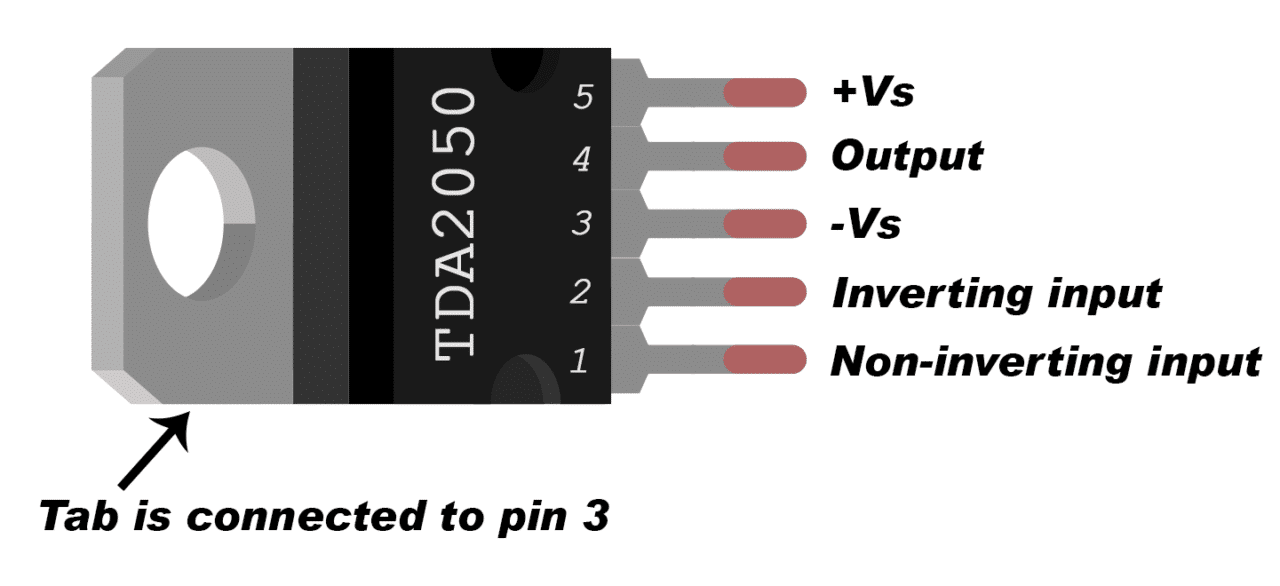 TDA2050
5 +Vs
4 Output
3 -Vs
2 Inverting input
1 Non-inverting input
Tab is connected to pin 3